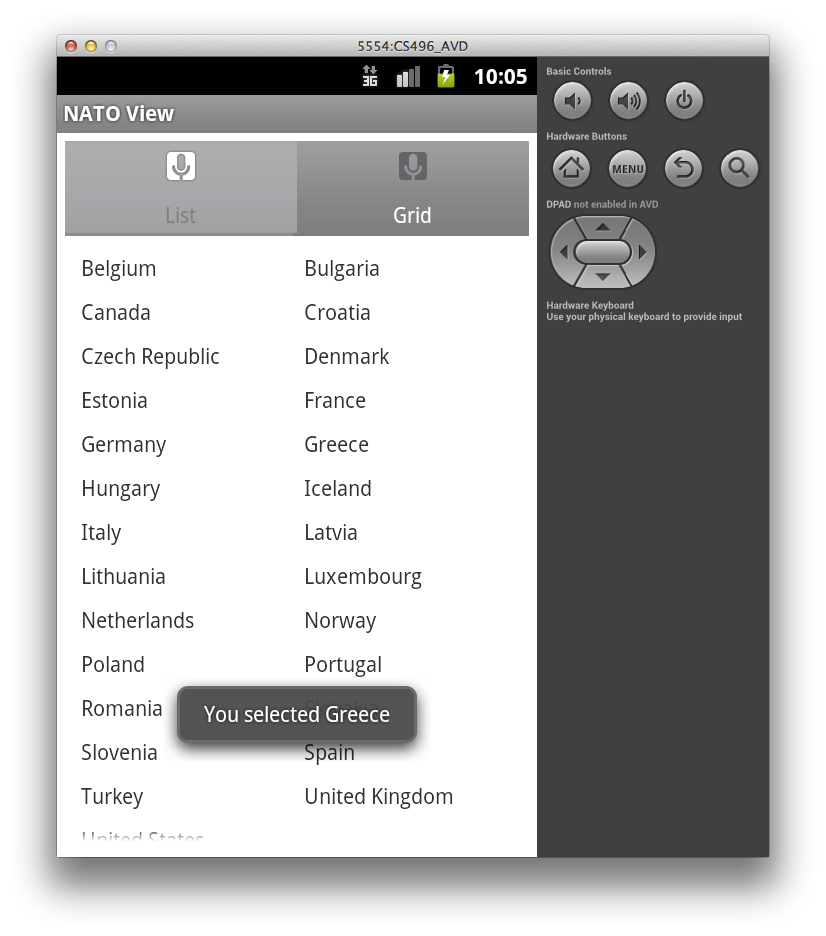 5554:CS496_AVD
3G 10:05
NATO View
List Grid
Belgium Bulgaria
Canada Croatia
Czech Republic Denmark
Estonia France
Germany Greece
Hungary Iceland
Italy Latvia
Lithuania Luxembourg
Netherlands Norway
Poland Portugal
Romania
You selected Greece
Slovenia Spain
Turkey United Kingdom
United States
Basic Controls
Hardware Buttons
MENU
DPAD not enabled in AVD
Hardware Keyboard
Use your physical keyboard to provide input